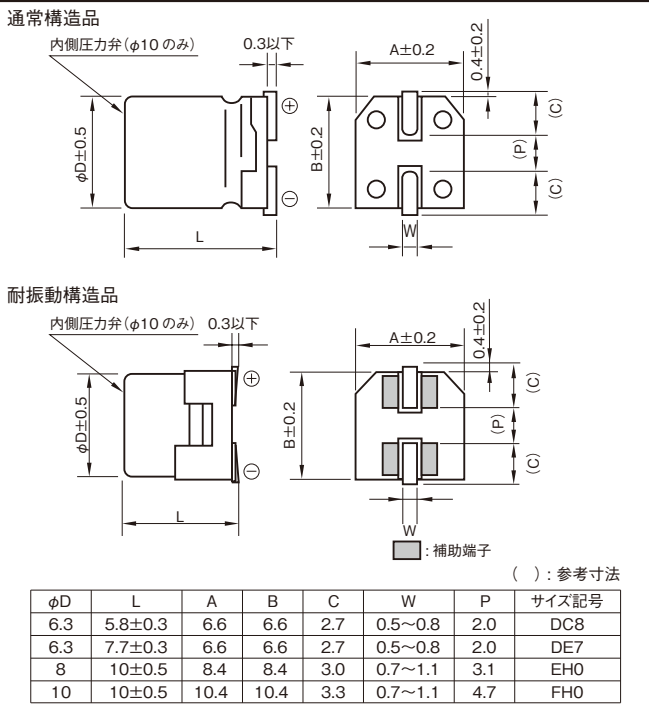 通常構造品
内側圧力弁(φ10 のみ)
0.3以下
A±0.2
0.4±0.2
(C)
(P)
(C)
φD±0.5
B±0.2
L
W
⊕
⊖
耐振動構造品
内側圧力弁(φ10 のみ)
0.3以下
A±0.2
0.4±0.2
(C)
(P)
(C)
φD±0.5
B±0.2
L
W
⊕
⊖
: 補助端子
(  ) : 参考寸法
φD L A B C W P サイズ記号
6.3 5.8±0.3 6.6 6.6 2.7 0.5〜0.8 2.0 DC8
6.3 7.7±0.3 6.6 6.6 2.7 0.5〜0.8 2.0 DE7
8 10±0.5 8.4 8.4 3.0 0.7〜1.1 3.1 EH0
10 10±0.5 10.4 10.4 3.3 0.7〜1.1 4.7 FH0